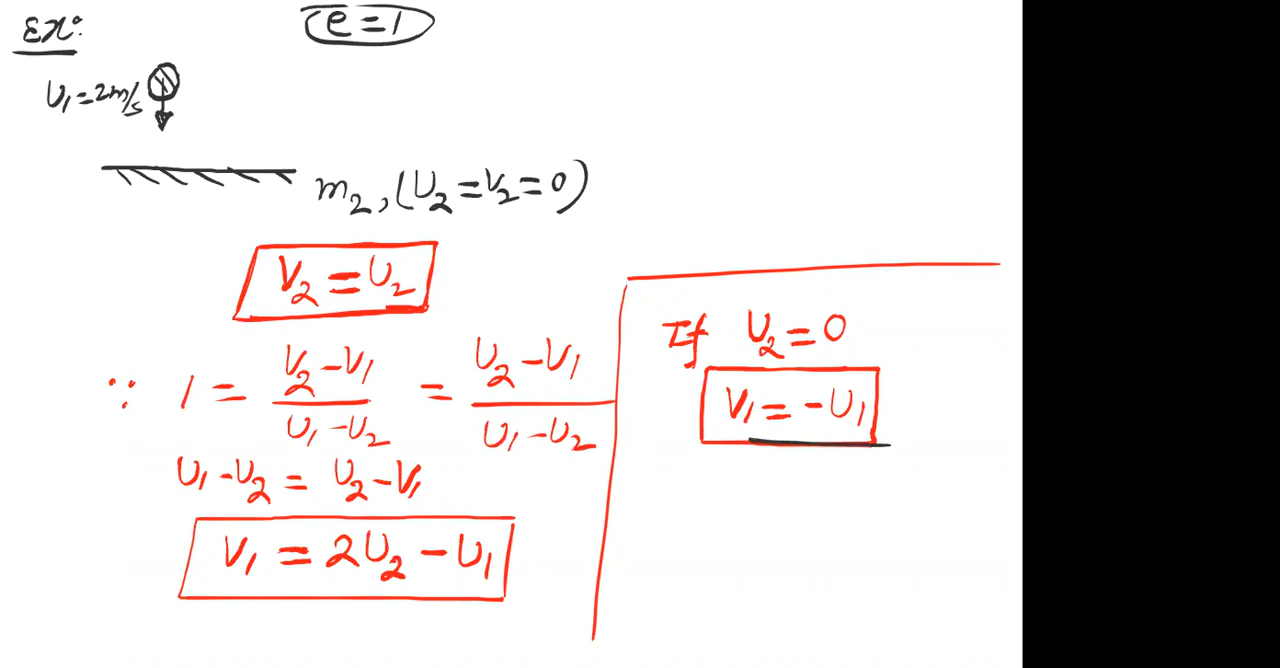 Ex:
e=1
U₁=2m/s
m₂, (U₂=V₂=0)
V₂=U₂
∵ 1 = (V₂-V₁)/(U₁-U₂) = (U₂-V₁)/(U₁-U₂)
U₁-U₂ = U₂-V₁
V₁ = 2U₂ - U₁
If U₂=0
V₁ = -U₁